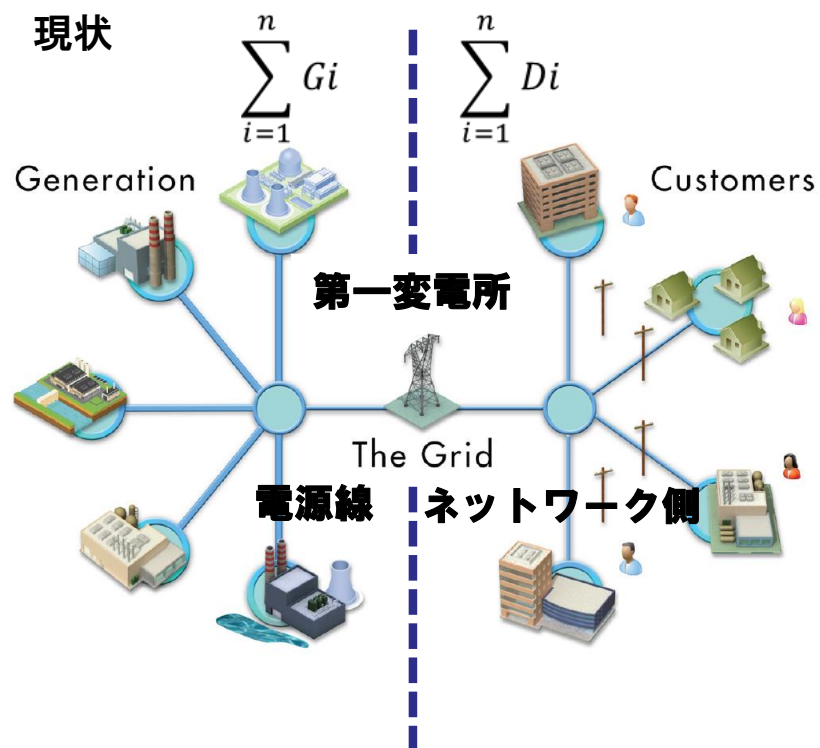 現状
n
∑ Gi
i=1
n
∑ Di
i=1
Generation
Customers
第一変電所
The Grid
電源線
ネットワーク側